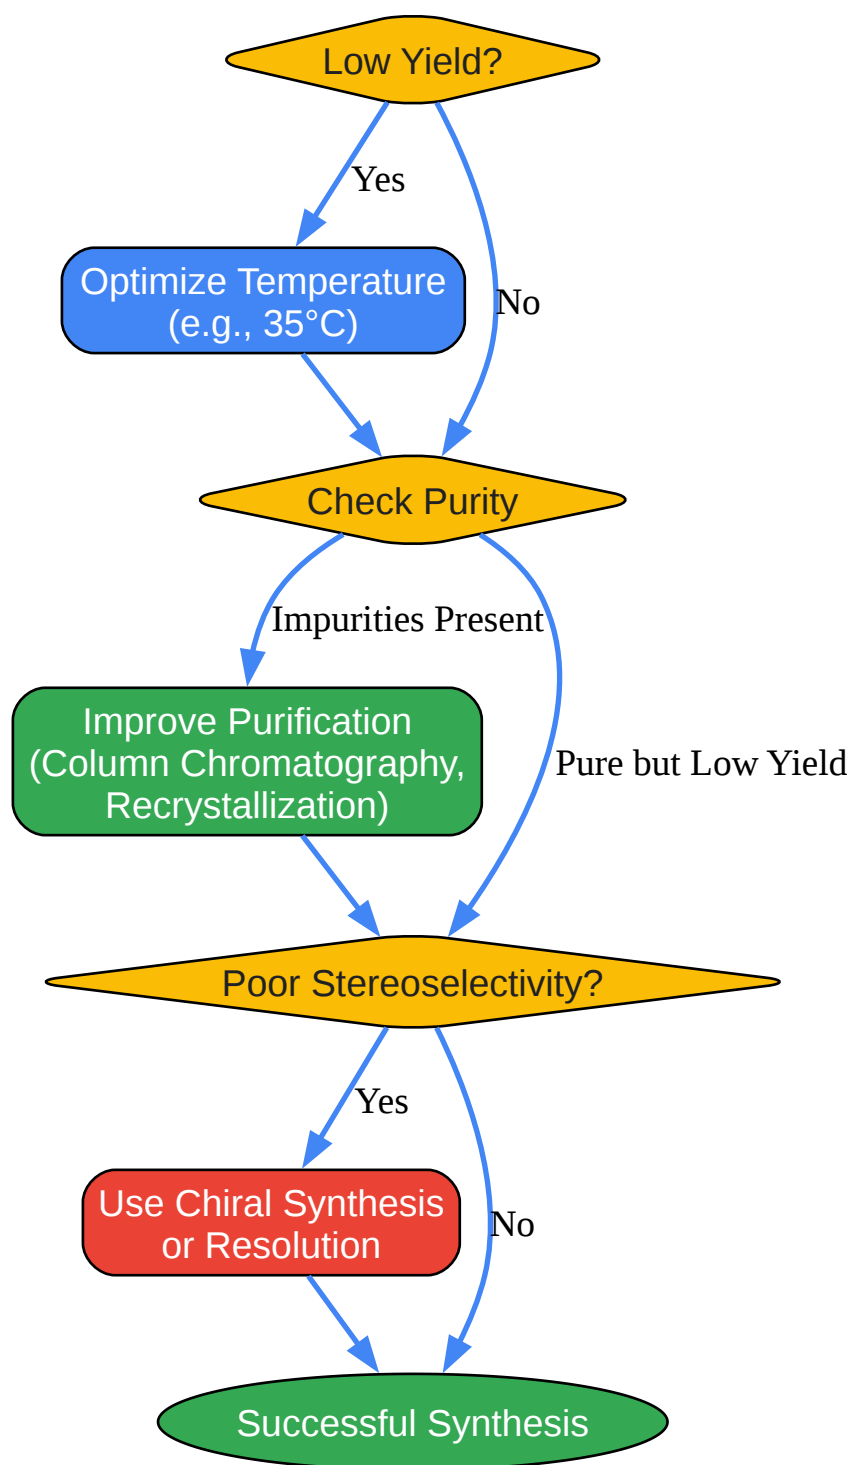 Low Yield?
Yes
Optimize Temperature
(e.g., 35°C)
No
Check Purity
Impurities Present
Improve Purification
(Column Chromatography,
Recrystallization)
Pure but Low Yield
Poor Stereoselectivity?
Yes
Use Chiral Synthesis
or Resolution
No
Successful Synthesis